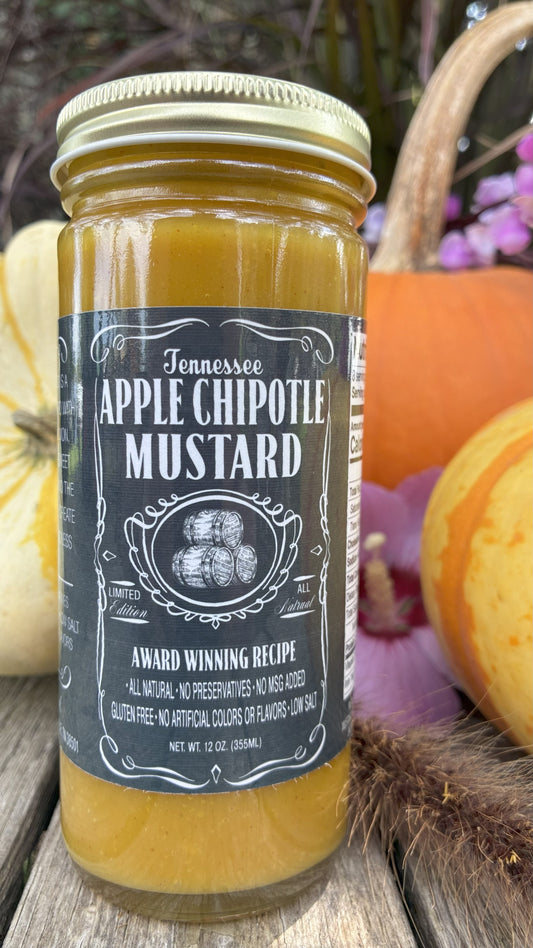 Tennessee
APPLE CHIPOTLE
MUSTARD
LIMITED
Edition
ALL
Natural
AWARD WINNING RECIPE
• ALL NATURAL • NO PRESERVATIVES • NO MSG ADDED
GLUTEN FREE • NO ARTIFICIAL COLORS OR FLAVORS • LOW SALT
NET. WT. 12 OZ. (355ML)